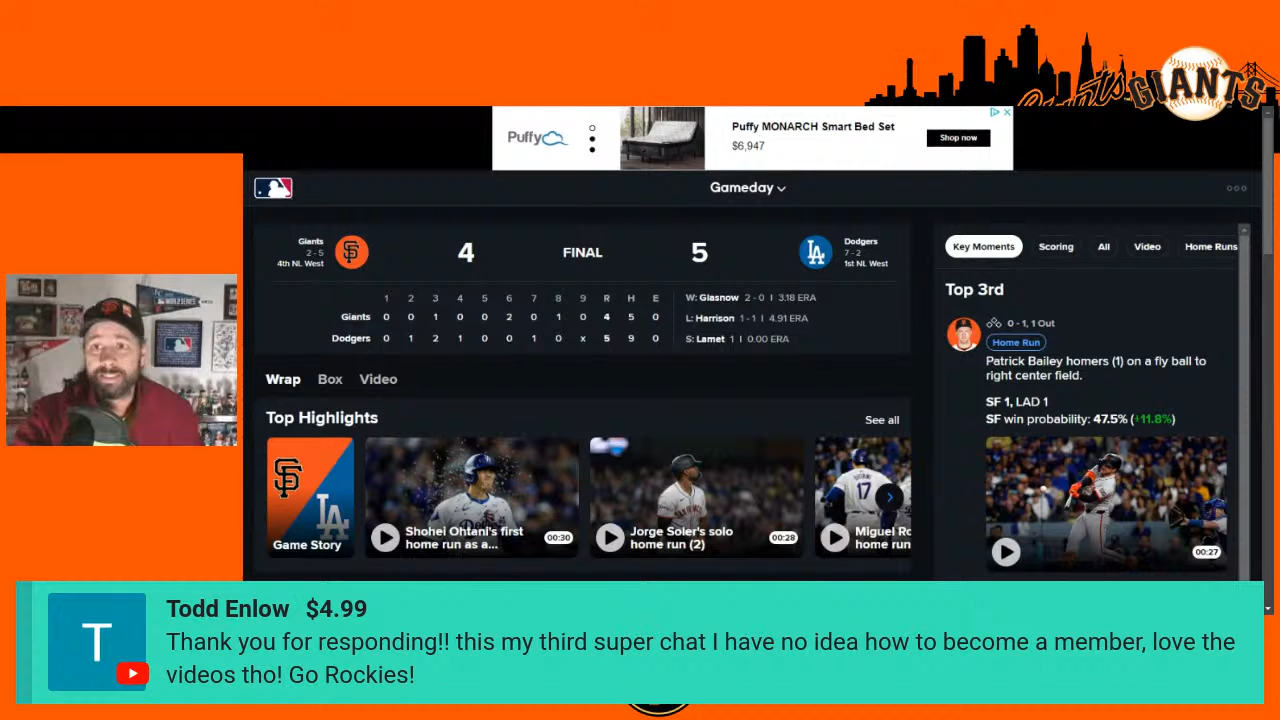 GIANTS
Puffy
Puffy MONARCH Smart Bed Set
$6,947
Shop now
Gameday
Giants
2 - 5
4th NL West
4
FINAL
5
Dodgers
7 - 2
1st NL West
1 2 3 4 5 6 7 8 9 R H E
Giants 0 0 1 0 0 2 0 1 0 4 5 0
Dodgers 0 1 2 1 0 0 1 0 x 5 9 0
W: Glasnow 2 - 0 | 3.18 ERA
L: Harrison 1 - 1 | 4.91 ERA
S: Lamet 1 | 0.00 ERA
Wrap Box Video
Top Highlights
See all
SF
LA
Game Story
Shohei Ohtani's first
home run as a...
00:30
Jorge Soler's solo
home run (2)
00:28
17
Miguel Ro
home run
Key Moments Scoring All Video Home Runs
Top 3rd
0 - 1, 1 Out
Home Run
Patrick Bailey homers (1) on a fly ball to
right center field.
SF 1, LAD 1
SF win probability: 47.5% (+11.8%)
00:27
T
Todd Enlow $4.99
Thank you for responding!! this my third super chat I have no idea how to become a member, love the
videos tho! Go Rockies!